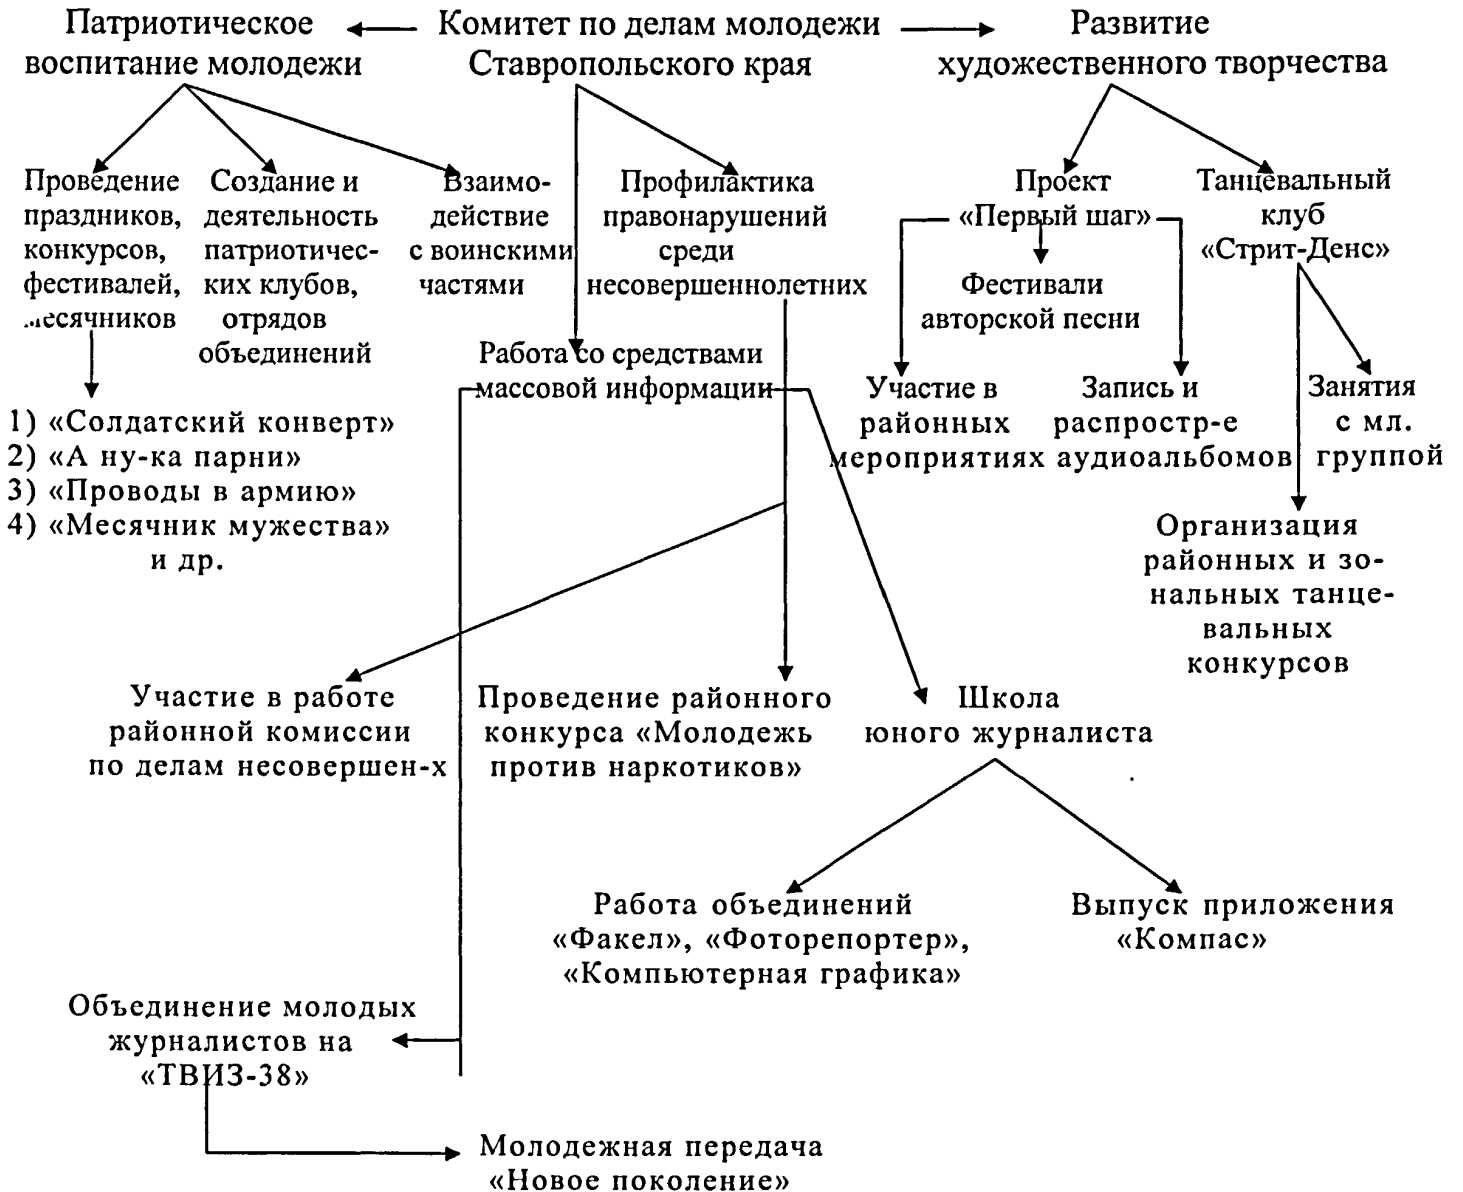 Патриотическое
воспитание молодежи
Комитет по делам молодежи
Ставропольского края
Развитие
художественного творчества
Проведение
праздников,
конкурсов,
фестивалей,
месячников
Создание и
деятельность
патриотичес-
ких клубов,
отрядов
объединений
Взаимо-
действие
с воинскими
частями
Профилактика
правонарушений
среди
несовершеннолетних
Проект
«Первый шаг»
Танцевальный
клуб
«Стрит-Денс»
Фестивали
авторской песни
Работа со средствами
массовой информации
Участие в
районных
мероприятиях
Запись и
распростр-е
аудиоальбомов
Занятия
с мл.
группой
1) «Солдатский конверт»
2) «А ну-ка парни»
3) «Проводы в армию»
4) «Месячник мужества»
и др.
Организация
районных и зо-
нальных танце-
вальных
конкурсов
Участие в работе
районной комиссии
по делам несовершен-х
Проведение районного
конкурса «Молодежь
против наркотиков»
Школа
юного журналиста
Работа объединений
«Факел», «Фоторепортер»,
«Компьютерная графика»
Выпуск приложения
«Компас»
Объединение молодых
журналистов на
«ТВИЗ-38»
Молодежная передача
«Новое поколение»